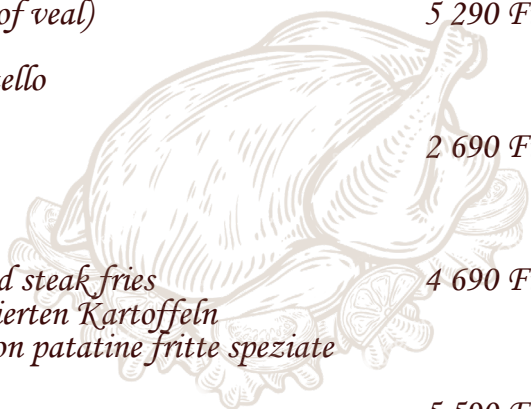 of veal) 5 290 F
ello
2 690 F
d steak fries 4 690 F
ierten Kartoffeln
on patatine fritte speziate